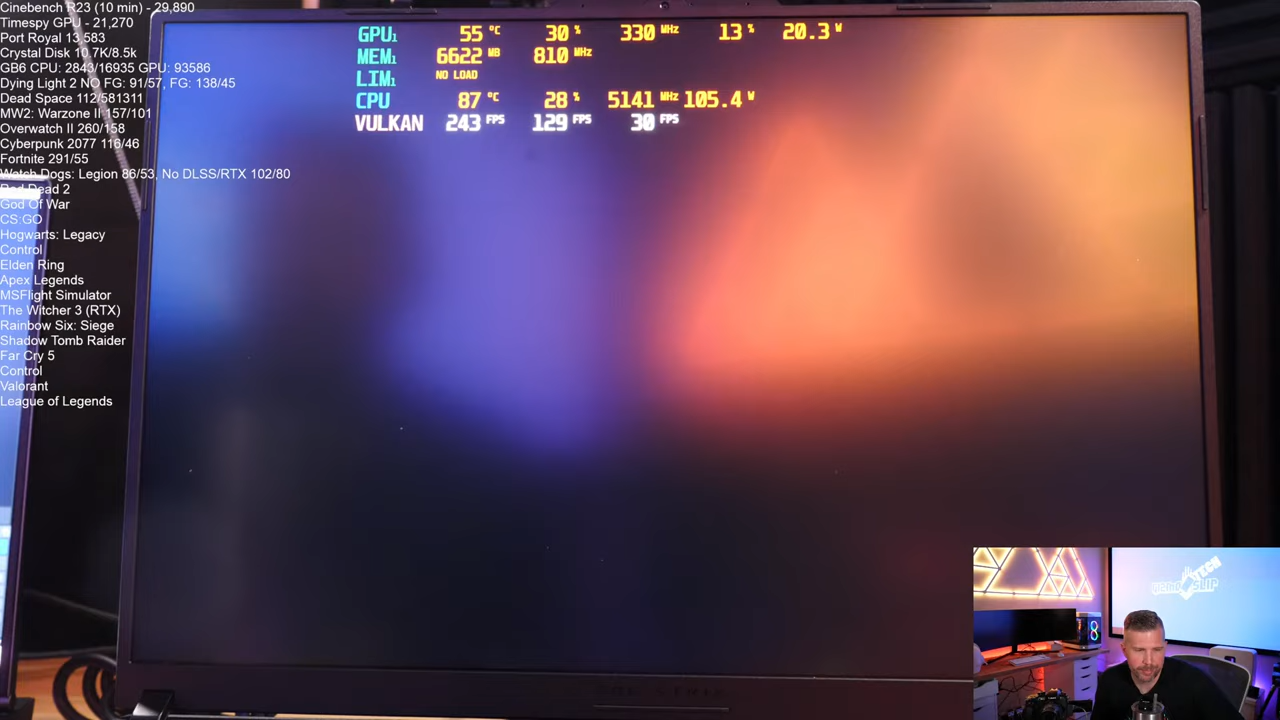 Cinebench R23 (10 min) - 29,890
Timespy GPU - 21,270
Port Royal 13,583
Crystal Disk 10.7K/8.5k
GB6 CPU: 2843/16935 GPU: 93586
Dying Light 2 NO FG: 91/57, FG: 138/45
Dead Space 112/581311
MW2: Warzone II 157/101
Overwatch II 260/158
Cyberpunk 2077 116/46
Fortnite 291/55
Watch Dogs: Legion 86/53, No DLSS/RTX 102/80
Red Dead 2
God Of War
CS:GO
Hogwarts: Legacy
Control
Elden Ring
Apex Legends
MSFlight Simulator
The Witcher 3 (RTX)
Rainbow Six: Siege
Shadow Tomb Raider
Far Cry 5
Control
Valorant
League of Legends
GPU1 55 °C 30 % 330 MHz 13 % 20.3 W
MEM1 6622 MB 810 MHz
LIM1 NO LOAD
CPU 87 °C 28 % 5141 MHz 105.4 W
VULKAN 243 FPS 129 FPS 30 FPS
GIZMO SLIP TECH